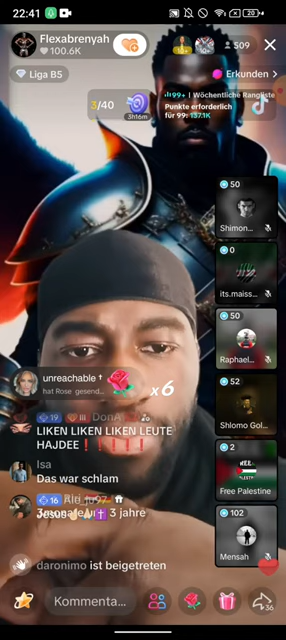 22:41
20
Flexabrenyah
100.6K
509
Liga B5
Erkunden >
3/40
3h16m
99+ | Wöchentliche Rangliste
Punkte erforderlich
für 99: 137.1K
50
Shimon...
0
its.maiss...
50
Raphael...
52
Shlomo Gol...
2
Free Palestine
102
Mensah
unreachable †
hat Rose gesend...
x6
19
LIKEN LIKEN LIKEN LEUTE
HAJDEE❗❗❗❗❗
Isa
Das war schlam
16
3 jahre
daronimo ist beigetreten
Kommenta...
36